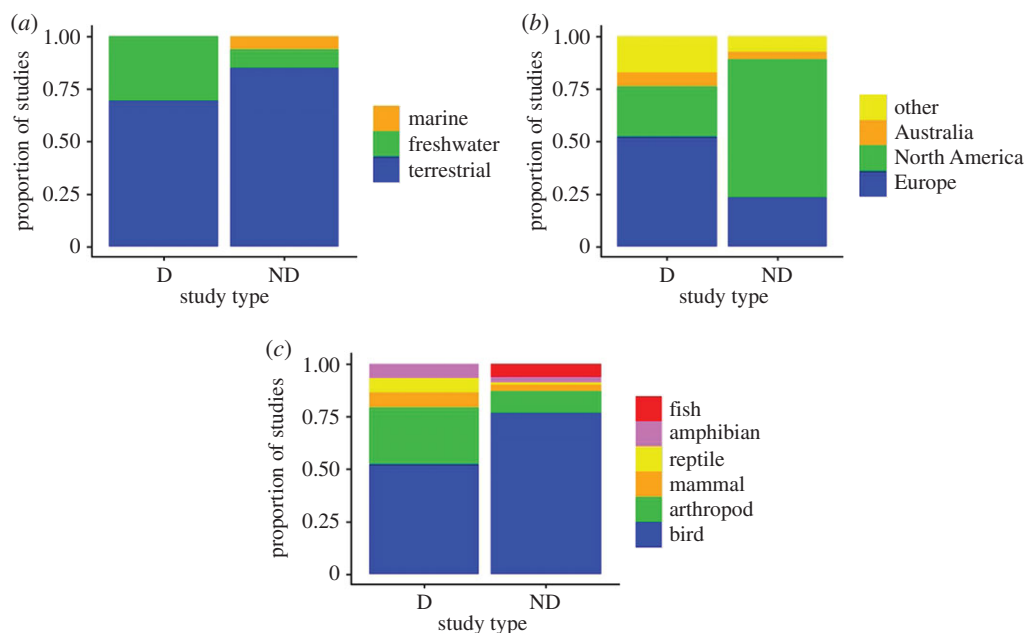 (a)
proportion of studies
1.00
0.75
0.50
0.25
0
D
ND
study type
marine
freshwater
terrestrial
(b)
proportion of studies
1.00
0.75
0.50
0.25
0
D
ND
study type
other
Australia
North America
Europe
(c)
proportion of studies
1.00
0.75
0.50
0.25
0
D
ND
study type
fish
amphibian
reptile
mammal
arthropod
bird